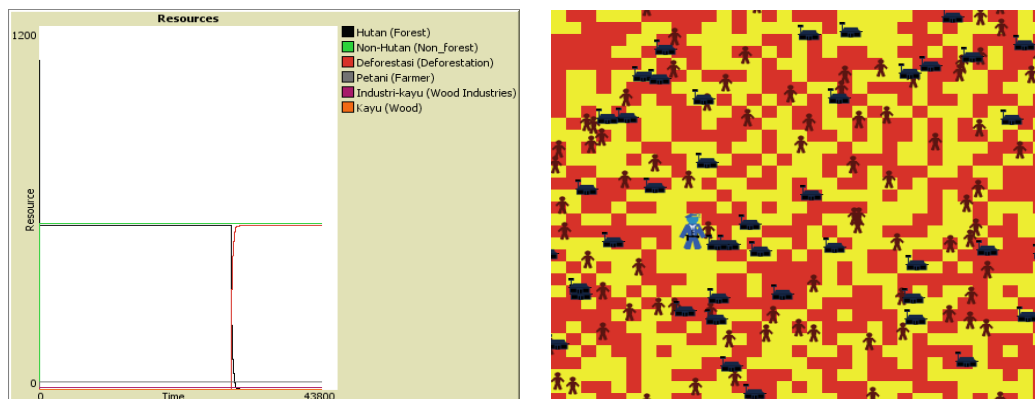 Resources
1200
Resource
0
0
Time
43800
Hutan (Forest)
Non-Hutan (Non_forest)
Deforestasi (Deforestation)
Petani (Farmer)
Industri-kayu (Wood Industries)
Kayu (Wood)